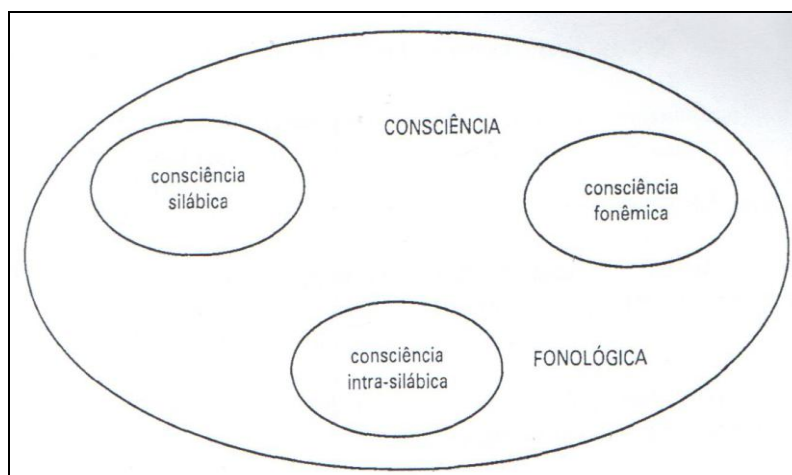 CONSCIÊNCIA
consciência
silábica
consciência
fonêmica
consciência
intra-silábica
FONOLÓGICA